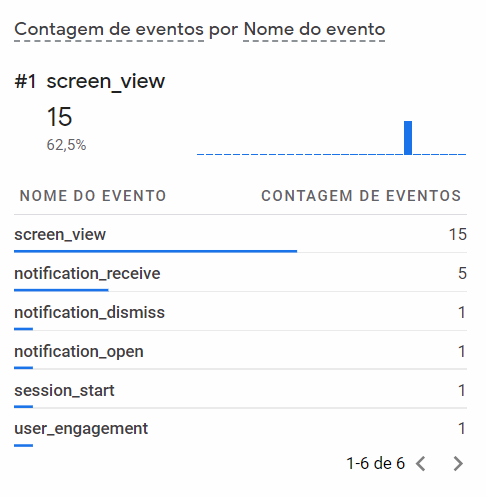 Contagem de eventos por Nome do evento
#1 screen_view
15
62,5%
NOME DO EVENTO CONTAGEM DE EVENTOS
screen_view 15
notification_receive 5
notification_dismiss 1
notification_open 1
session_start 1
user_engagement 1
1-6 de 6